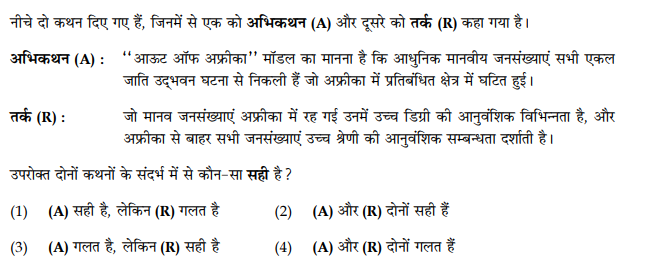 नीचे दो कथन दिए गए हैं, जिनमें से एक को अभिकथन (A) और दूसरे को तर्क (R) कहा गया है।
अभिकथन (A) : ‘‘आऊट ऑफ अफ्रीका’’ मॉडल का मानना है कि आधुनिक मानवीय जनसंख्याएं सभी एकल
जाति उद्‌भवन घटना से निकली हैं जो अफ्रीका में प्रतिबंधित क्षेत्र में घटित हुई।
तर्क (R) : जो मानव जनसंख्याएं अफ्रीका में रह गई उनमें उच्च डिग्री की आनुवंशिक विभिन्नता है, और
अफ्रीका से बाहर सभी जनसंख्याएं उच्च श्रेणी की आनुवंशिक सम्बन्धता दर्शाती है।
उपरोक्त दोनों कथनों के संदर्भ में से कौन-सा सही है ?
(1) (A) सही है, लेकिन (R) गलत है (2) (A) और (R) दोनों सही हैं
(3) (A) गलत है, लेकिन (R) सही है (4) (A) और (R) दोनों गलत हैं